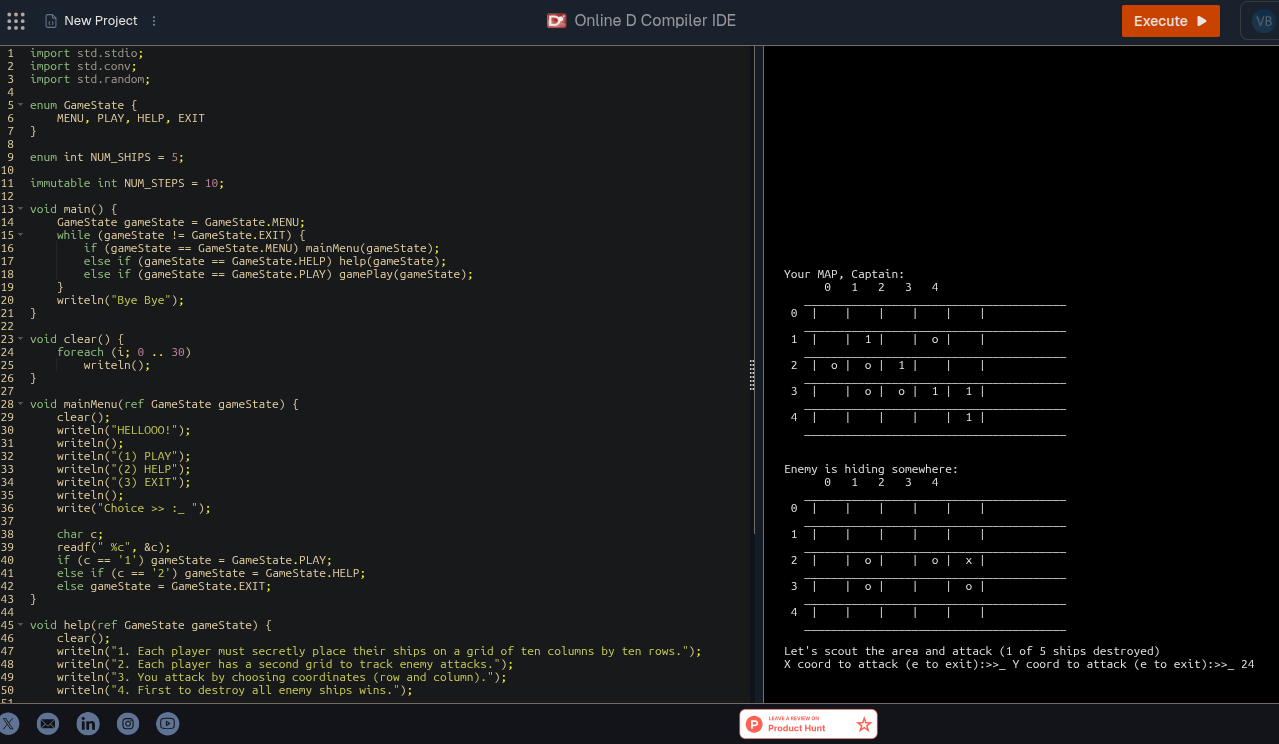 New Project
Online D Compiler IDE
Execute
VB
1 import std.stdio;
2 import std.conv;
3 import std.random;
4
5 enum GameState {
6     MENU, PLAY, HELP, EXIT
7 }
8
9 enum int NUM_SHIPS = 5;
10
11 immutable int NUM_STEPS = 10;
12
13 void main() {
14     GameState gameState = GameState.MENU;
15     while (gameState != GameState.EXIT) {
16         if (gameState == GameState.MENU) mainMenu(gameState);
17         else if (gameState == GameState.HELP) help(gameState);
18         else if (gameState == GameState.PLAY) gamePlay(gameState);
19     }
20     writeln("Bye Bye");
21 }
22
23 void clear() {
24     foreach (i; 0 .. 30)
25         writeln();
26 }
27
28 void mainMenu(ref GameState gameState) {
29     clear();
30     writeln("HELLOOO!");
31     writeln();
32     writeln("(1) PLAY");
33     writeln("(2) HELP");
34     writeln("(3) EXIT");
35     writeln();
36     write("Choice >> :_ ");
37
38     char c;
39     readf(" %c", &c);
40     if (c == '1') gameState = GameState.PLAY;
41     else if (c == '2') gameState = GameState.HELP;
42     else gameState = GameState.EXIT;
43 }
44
45 void help(ref GameState gameState) {
46     clear();
47     writeln("1. Each player must secretly place their ships on a grid of ten columns by ten rows.");
48     writeln("2. Each player has a second grid to track enemy attacks.");
49     writeln("3. You attack by choosing coordinates (row and column).");
50     writeln("4. First to destroy all enemy ships wins.");
51
Your MAP, Captain:
0 1 2 3 4
0 | | | | | |
1 | | 1 | | o | |
2 | o | o | 1 | | |
3 | | o | o | 1 | 1 |
4 | | | | | 1 |
Enemy is hiding somewhere:
0 1 2 3 4
0 | | | | | |
1 | | | | | |
2 | | o | | o | x |
3 | | o | | | o |
4 | | | | | |
Let's scout the area and attack (1 of 5 ships destroyed)
X coord to attack (e to exit):>>_ Y coord to attack (e to exit):>>_ 24
LEAVE A REVIEW ON
Product Hunt